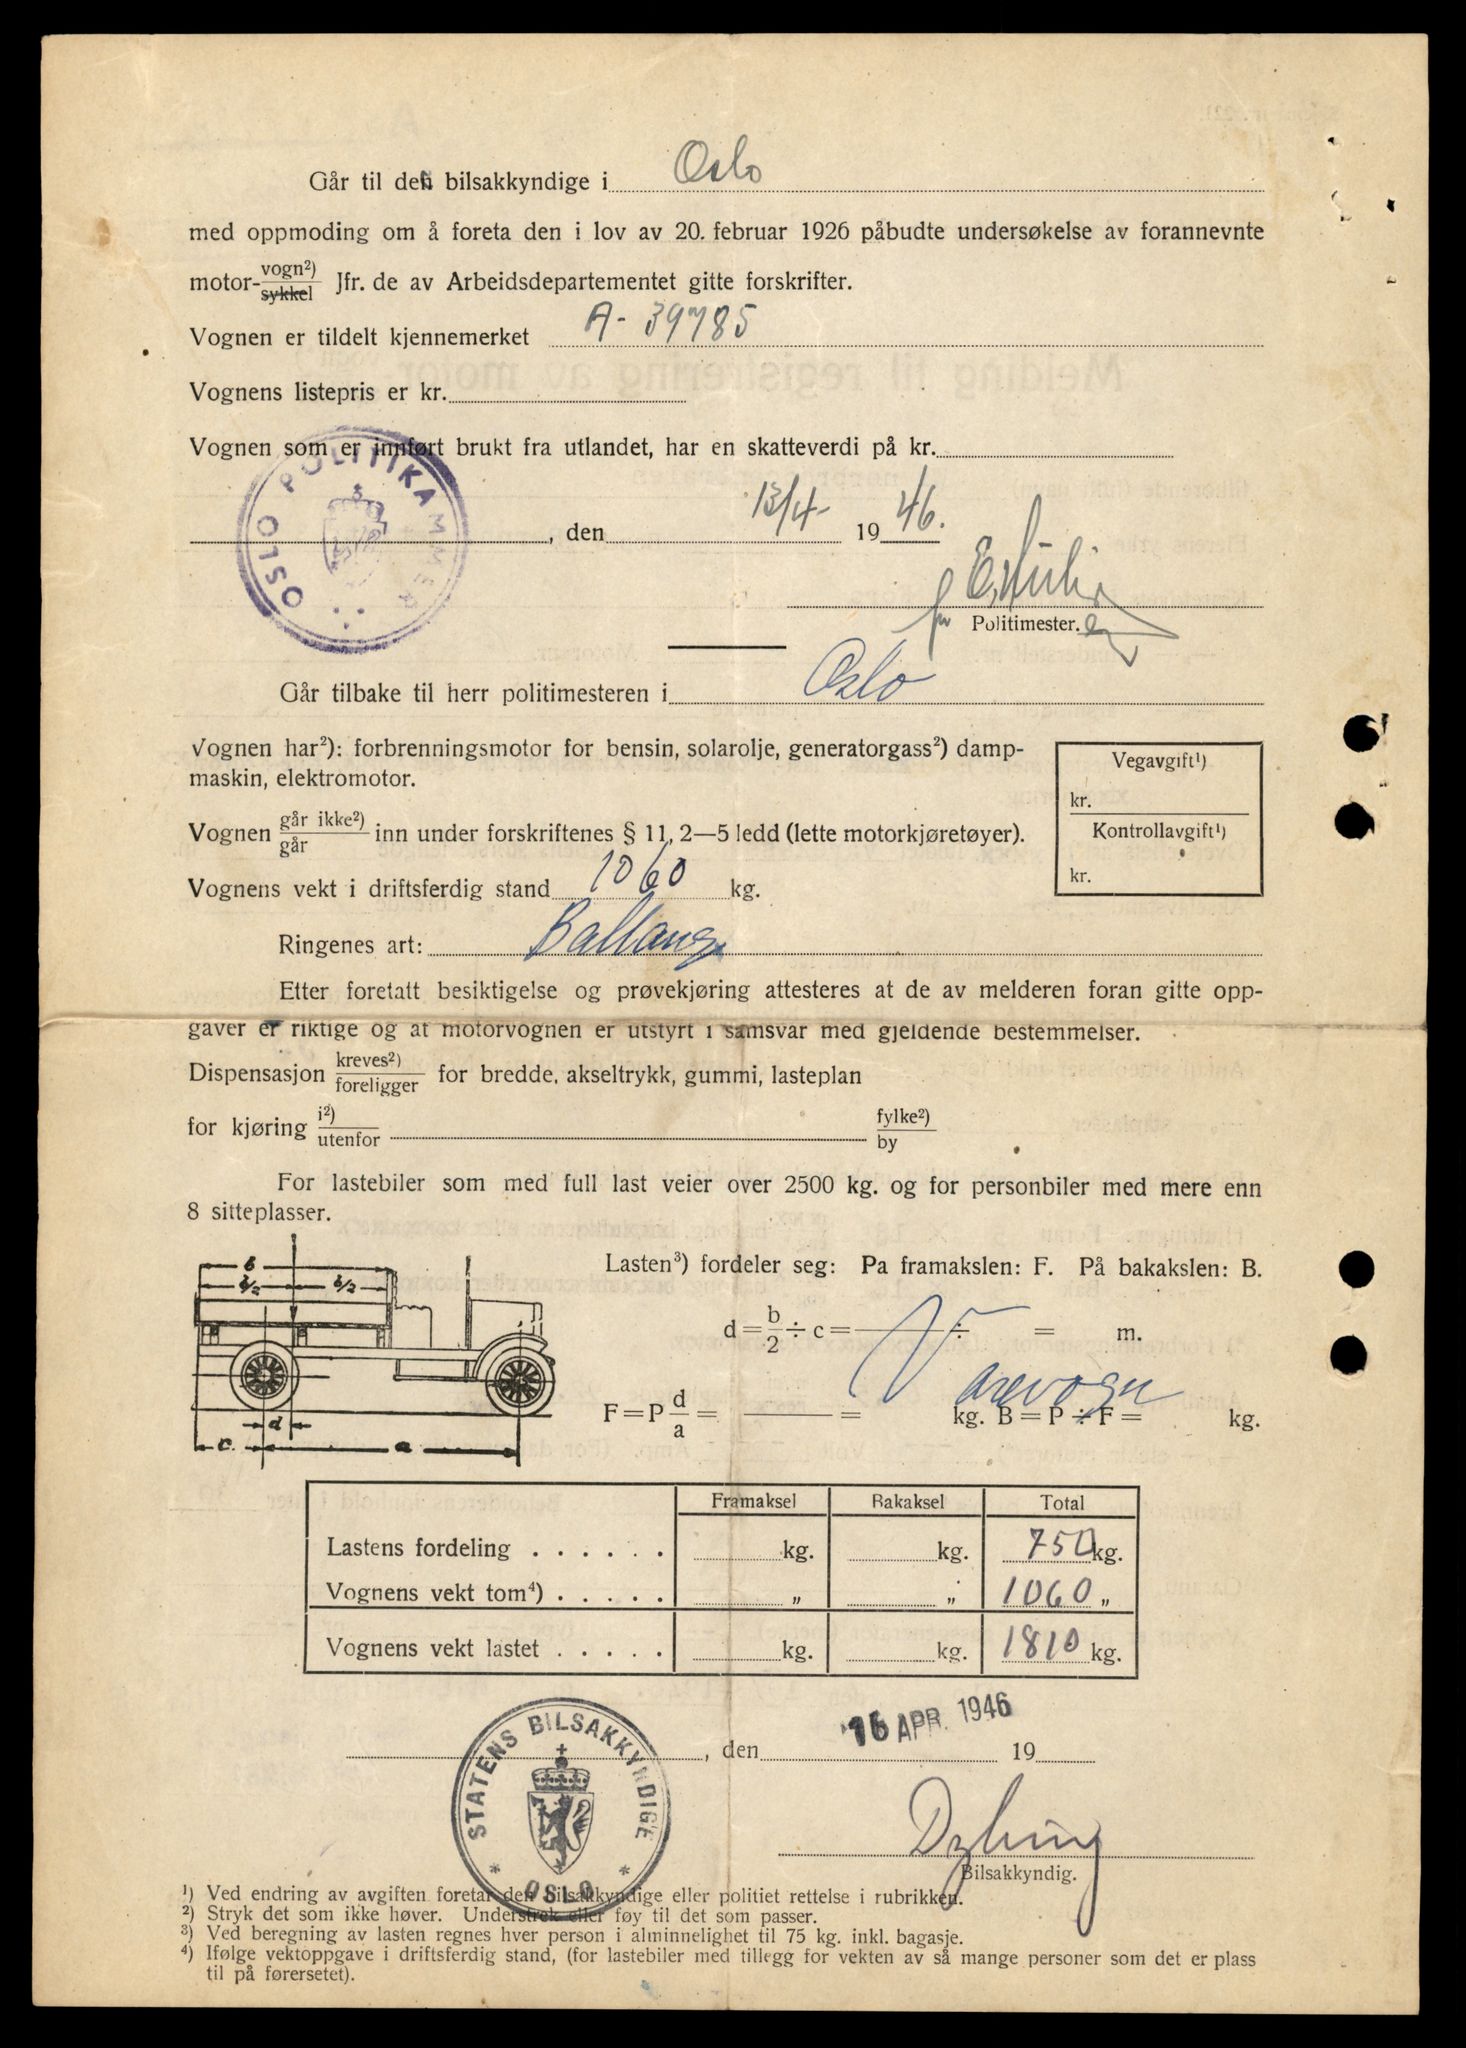 Går til den bilsakkyndige i Oslo
med oppmoding om å foreta den i lov av 20. februar 1926 påbudte undersøkelse av forannevnte
motor- vogn²) sykkel Jfr. de av Arbeidsdepartementet gitte forskrifter.
Vognen er tildelt kjennemerket A- 39785
Vognens listepris er kr.
Vognen som er innført brukt fra utlandet, har en skatteverdi på kr.
OSLO POLITIKAMMER
, den 13/4- 1946.
Politimester.
Går tilbake til herr politimesteren i Oslo
Vognen har²): forbrenningsmotor for bensin, solarolje, generatorgass²) damp-
maskin, elektromotor.
Vegavgift¹)
kr.
Kontrollavgift¹)
kr.
Vognen går ikke²) går inn under forskriftenes § 11, 2—5 ledd (lette motorkjøretøyer).
Vognens vekt i driftsferdig stand 1060 kg.
Ringenes art: Ballong
Etter foretatt besiktigelse og prøvekjøring attesteres at de av melderen foran gitte opp-
gaver er riktige og at motorvognen er utstyrt i samsvar med gjeldende bestemmelser.
Dispensasjon kreves²) foreligger for bredde, akseltrykk, gummi, lasteplan
for kjøring i²) utenfor fylke²) by
For lastebiler som med full last veier over 2500 kg. og for personbiler med mere enn
8 sitteplasser.
b
b/2 b/2
d
c a
Lasten³) fordeler seg: Pa framakslen: F. På bakakslen: B.
d = b/2 ÷ c = ÷ = m.
Varevogn
F = P d/a = = kg. B = P ÷ F = kg.
Framaksel Bakaksel Total
Lastens fordeling . . . . . . kg. kg. 750 kg.
Vognens vekt tom⁴) . . . . . „ „ 1060 „
Vognens vekt lastet . . . . . kg. kg. 1810 kg.
, den 16 APR. 1946 19
STATENS BILSAKKYNDIGE
* OSLO *
Bilsakkyndig.
¹) Ved endring av avgiften foretar den bilsakkyndige eller politiet rettelse i rubrikken.
²) Stryk det som ikke høver. Understrek eller føy til det som passer.
³) Ved beregning av lasten regnes hver person i alminnelighet til 75 kg. inkl. bagasje.
⁴) Ifølge vektoppgave i driftsferdig stand, (for lastebiler med tillegg for vekten av så mange personer som det er plass
til på førersetet).